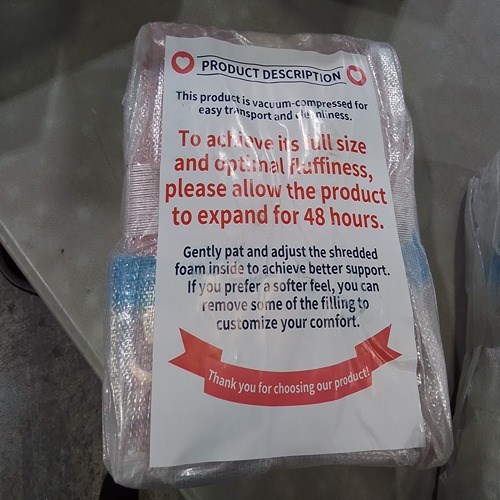 PRODUCT DESCRIPTION
This product is vacuum-compressed for
easy transport and cleanliness.
To achieve its full size
and optimal fluffiness,
please allow the product
to expand for 48 hours.
Gently pat and adjust the shredded
foam inside to achieve better support.
If you prefer a softer feel, you can
remove some of the filling to
customize your comfort.
Thank you for choosing our product!